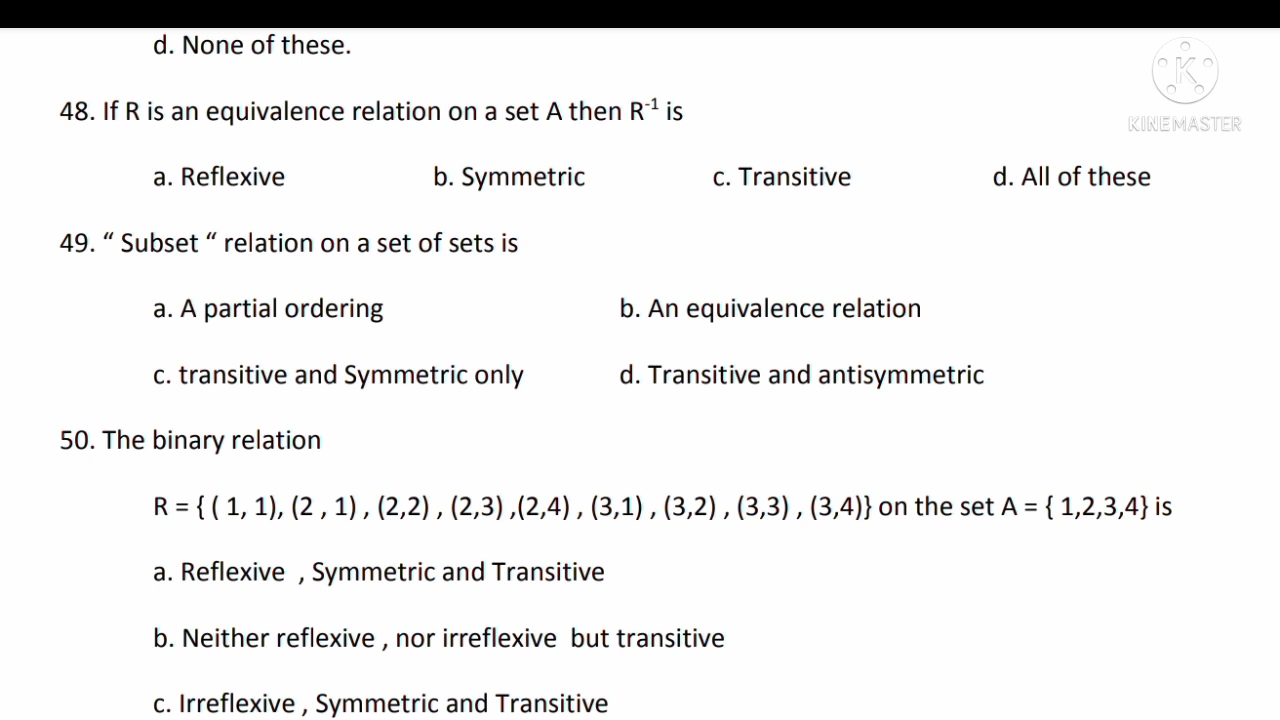 d. None of these.
KINEMASTER
48. If R is an equivalence relation on a set A then R⁻¹ is
a. Reflexive b. Symmetric c. Transitive d. All of these
49. “ Subset “ relation on a set of sets is
a. A partial ordering b. An equivalence relation
c. transitive and Symmetric only d. Transitive and antisymmetric
50. The binary relation
R = { ( 1, 1), (2 , 1) , (2,2) , (2,3) ,(2,4) , (3,1) , (3,2) , (3,3) , (3,4)} on the set A = { 1,2,3,4} is
a. Reflexive , Symmetric and Transitive
b. Neither reflexive , nor irreflexive but transitive
c. Irreflexive , Symmetric and Transitive